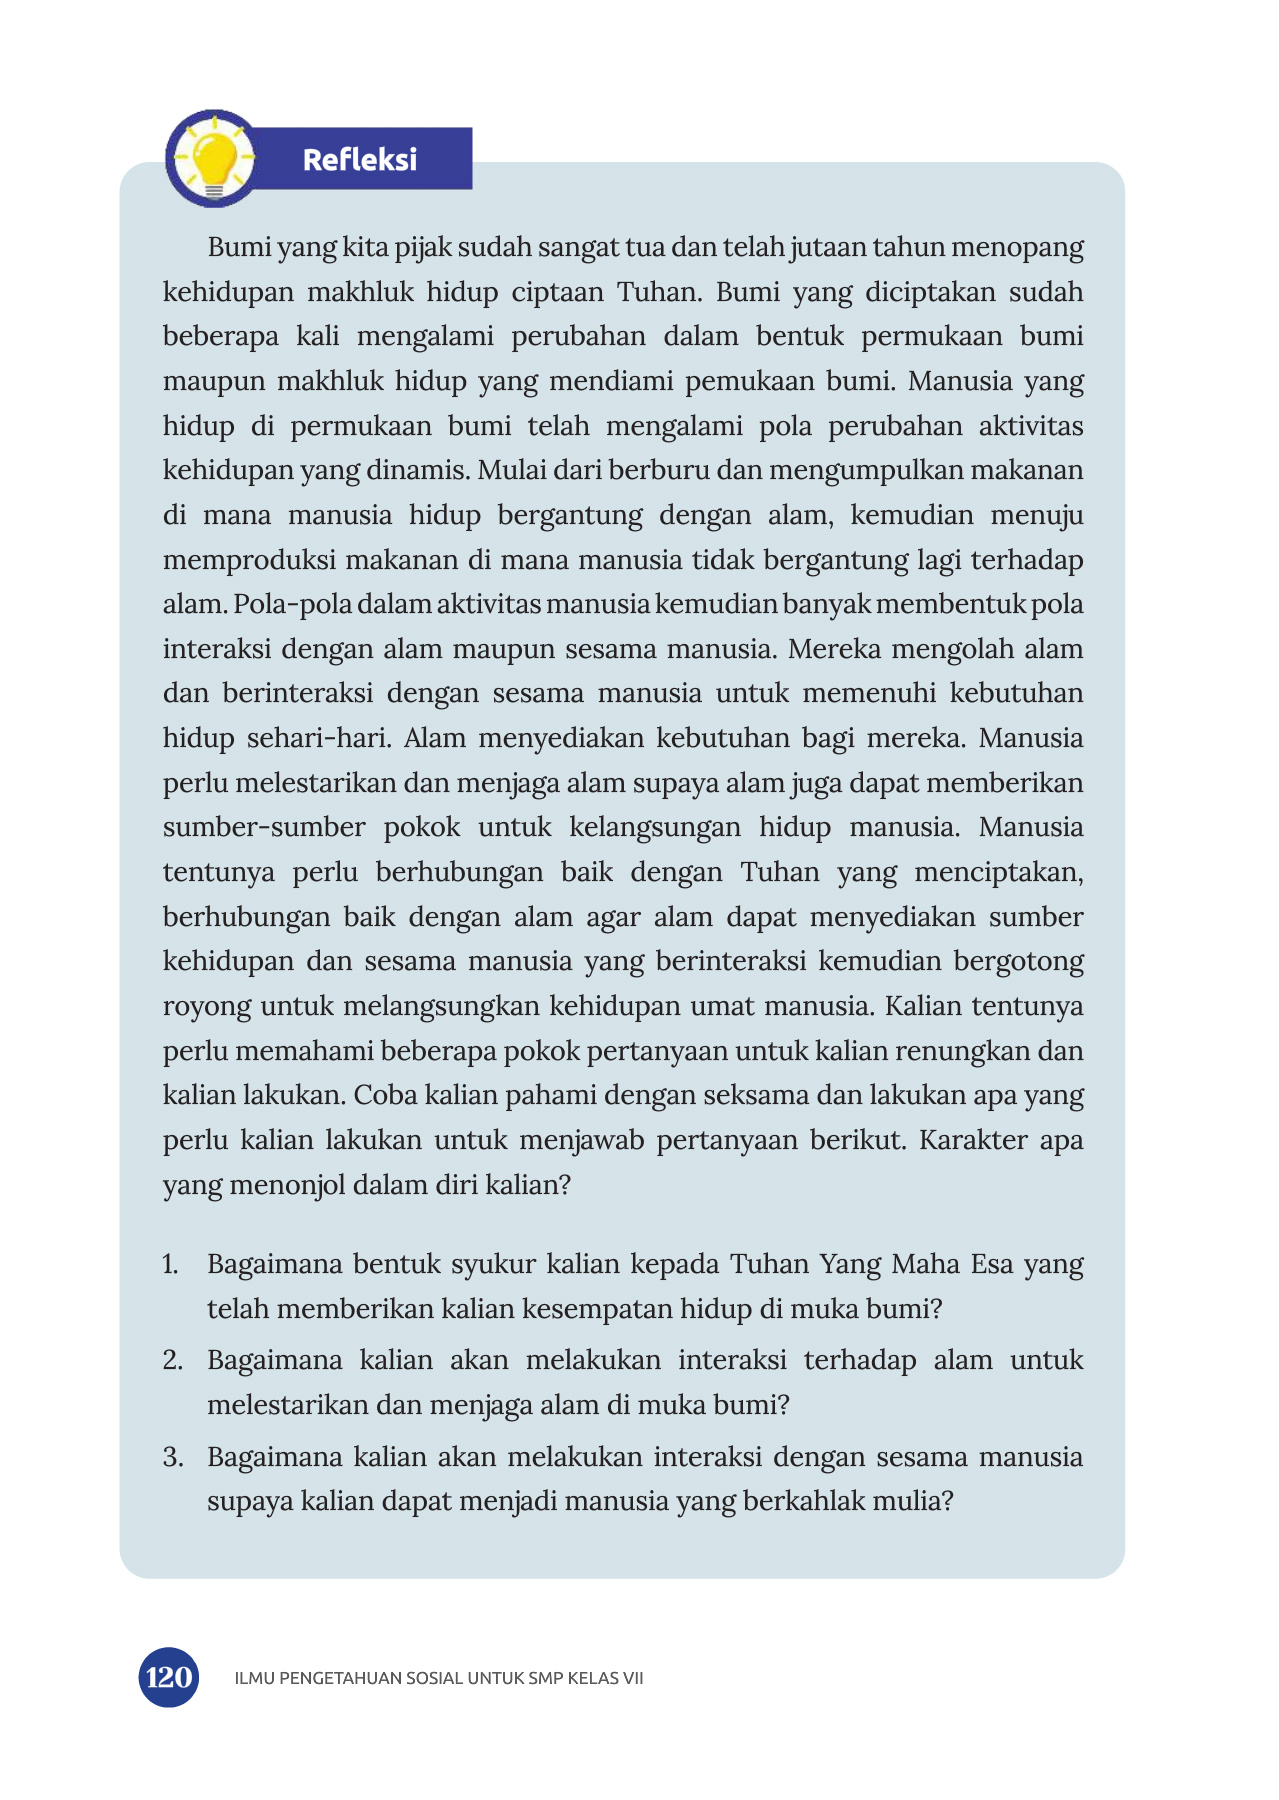 Refleksi
Bumi yang kita pijak sudah sangat tua dan telah jutaan tahun menopang
kehidupan makhluk hidup ciptaan Tuhan. Bumi yang diciptakan sudah
beberapa kali mengalami perubahan dalam bentuk permukaan bumi
maupun makhluk hidup yang mendiami pemukaan bumi. Manusia yang
hidup di permukaan bumi telah mengalami pola perubahan aktivitas
kehidupan yang dinamis. Mulai dari berburu dan mengumpulkan makanan
di mana manusia hidup bergantung dengan alam, kemudian menuju
memproduksi makanan di mana manusia tidak bergantung lagi terhadap
alam. Pola-pola dalam aktivitas manusia kemudian banyak membentuk pola
interaksi dengan alam maupun sesama manusia. Mereka mengolah alam
dan berinteraksi dengan sesama manusia untuk memenuhi kebutuhan
hidup sehari-hari. Alam menyediakan kebutuhan bagi mereka. Manusia
perlu melestarikan dan menjaga alam supaya alam juga dapat memberikan
sumber-sumber pokok untuk kelangsungan hidup manusia. Manusia
tentunya perlu berhubungan baik dengan Tuhan yang menciptakan,
berhubungan baik dengan alam agar alam dapat menyediakan sumber
kehidupan dan sesama manusia yang berinteraksi kemudian bergotong
royong untuk melangsungkan kehidupan umat manusia. Kalian tentunya
perlu memahami beberapa pokok pertanyaan untuk kalian renungkan dan
kalian lakukan. Coba kalian pahami dengan seksama dan lakukan apa yang
perlu kalian lakukan untuk menjawab pertanyaan berikut. Karakter apa
yang menonjol dalam diri kalian?
1. Bagaimana bentuk syukur kalian kepada Tuhan Yang Maha Esa yang
telah memberikan kalian kesempatan hidup di muka bumi?
2. Bagaimana kalian akan melakukan interaksi terhadap alam untuk
melestarikan dan menjaga alam di muka bumi?
3. Bagaimana kalian akan melakukan interaksi dengan sesama manusia
supaya kalian dapat menjadi manusia yang berkahlak mulia?
120 ILMU PENGETAHUAN SOSIAL UNTUK SMP KELAS VII